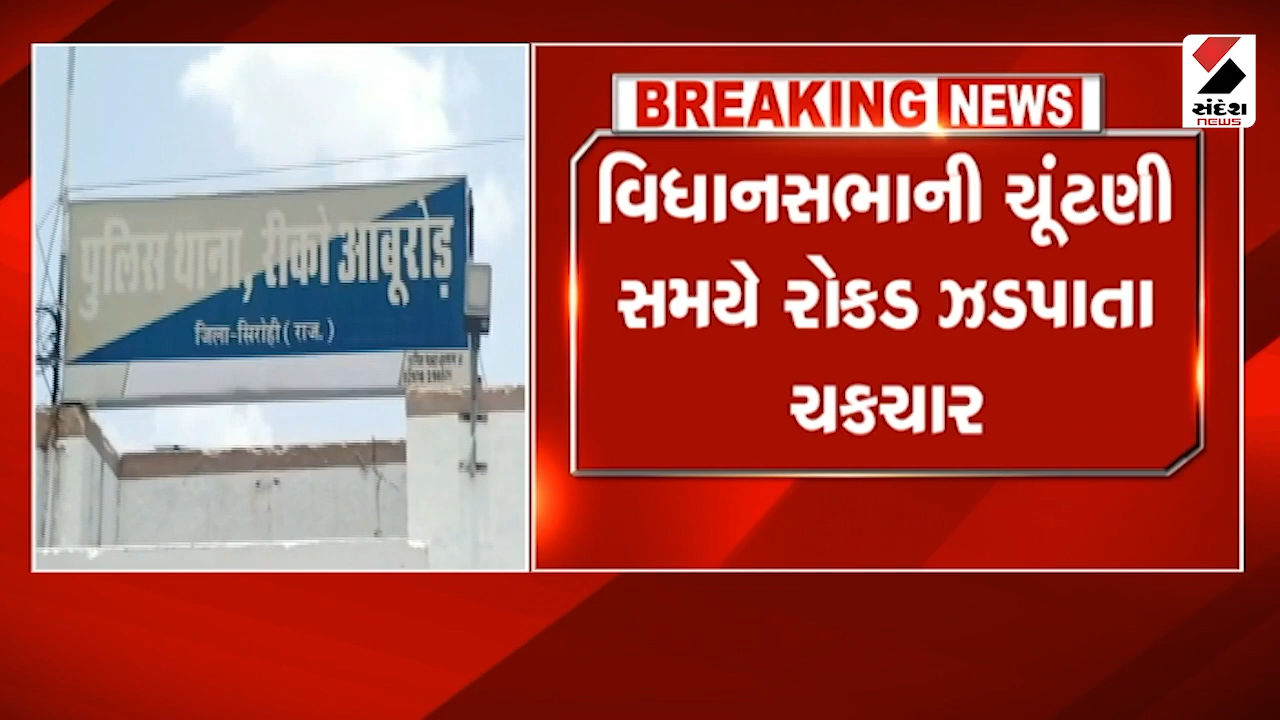 पुलिस थाना, रीको आबूरोड़
जिला-सिरोही ( राज. )
BREAKING NEWS
વિધાનસભાની ચૂંટણી
સમયે રોકડ ઝડપાતા
ચકચાર
સંદેશ
NEWS